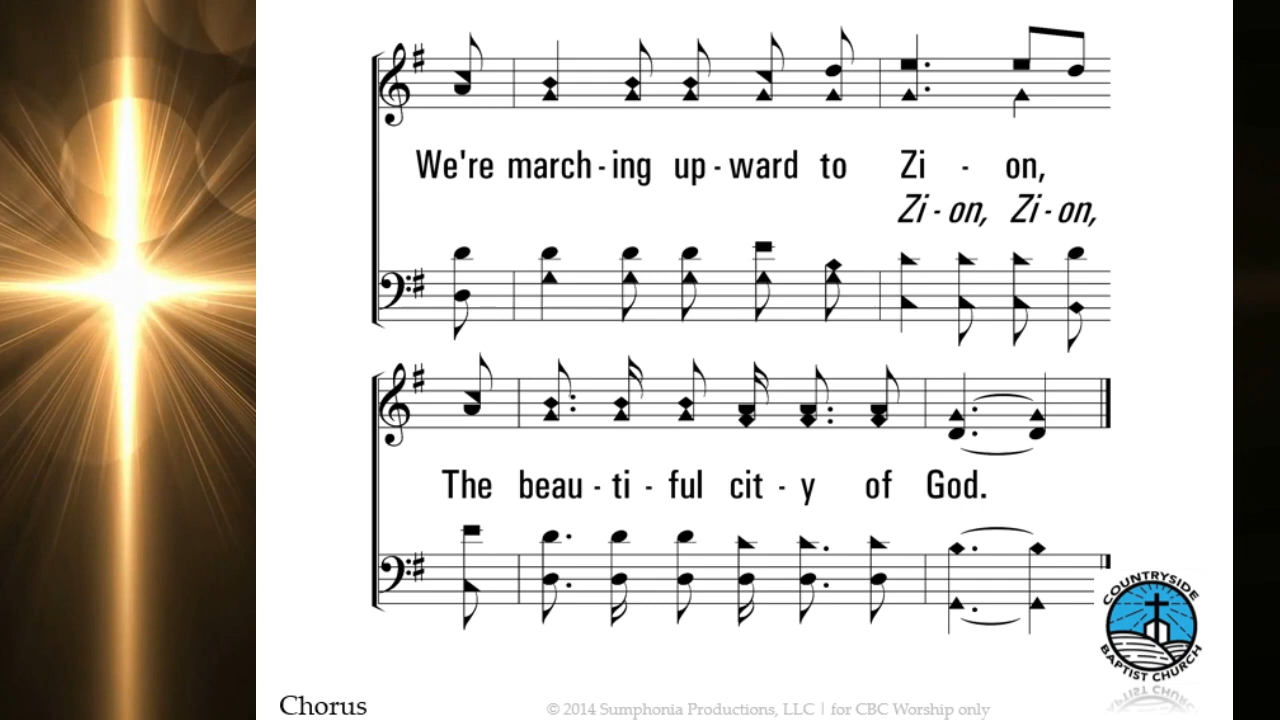 We're march - ing up - ward to Zi - on,
Zi - on, Zi - on,
The beau - ti - ful cit - y of God.
COUNTRYSIDE
BAPTIST CHURCH
Chorus
© 2014 Sumphonia Productions, LLC | for CBC Worship only